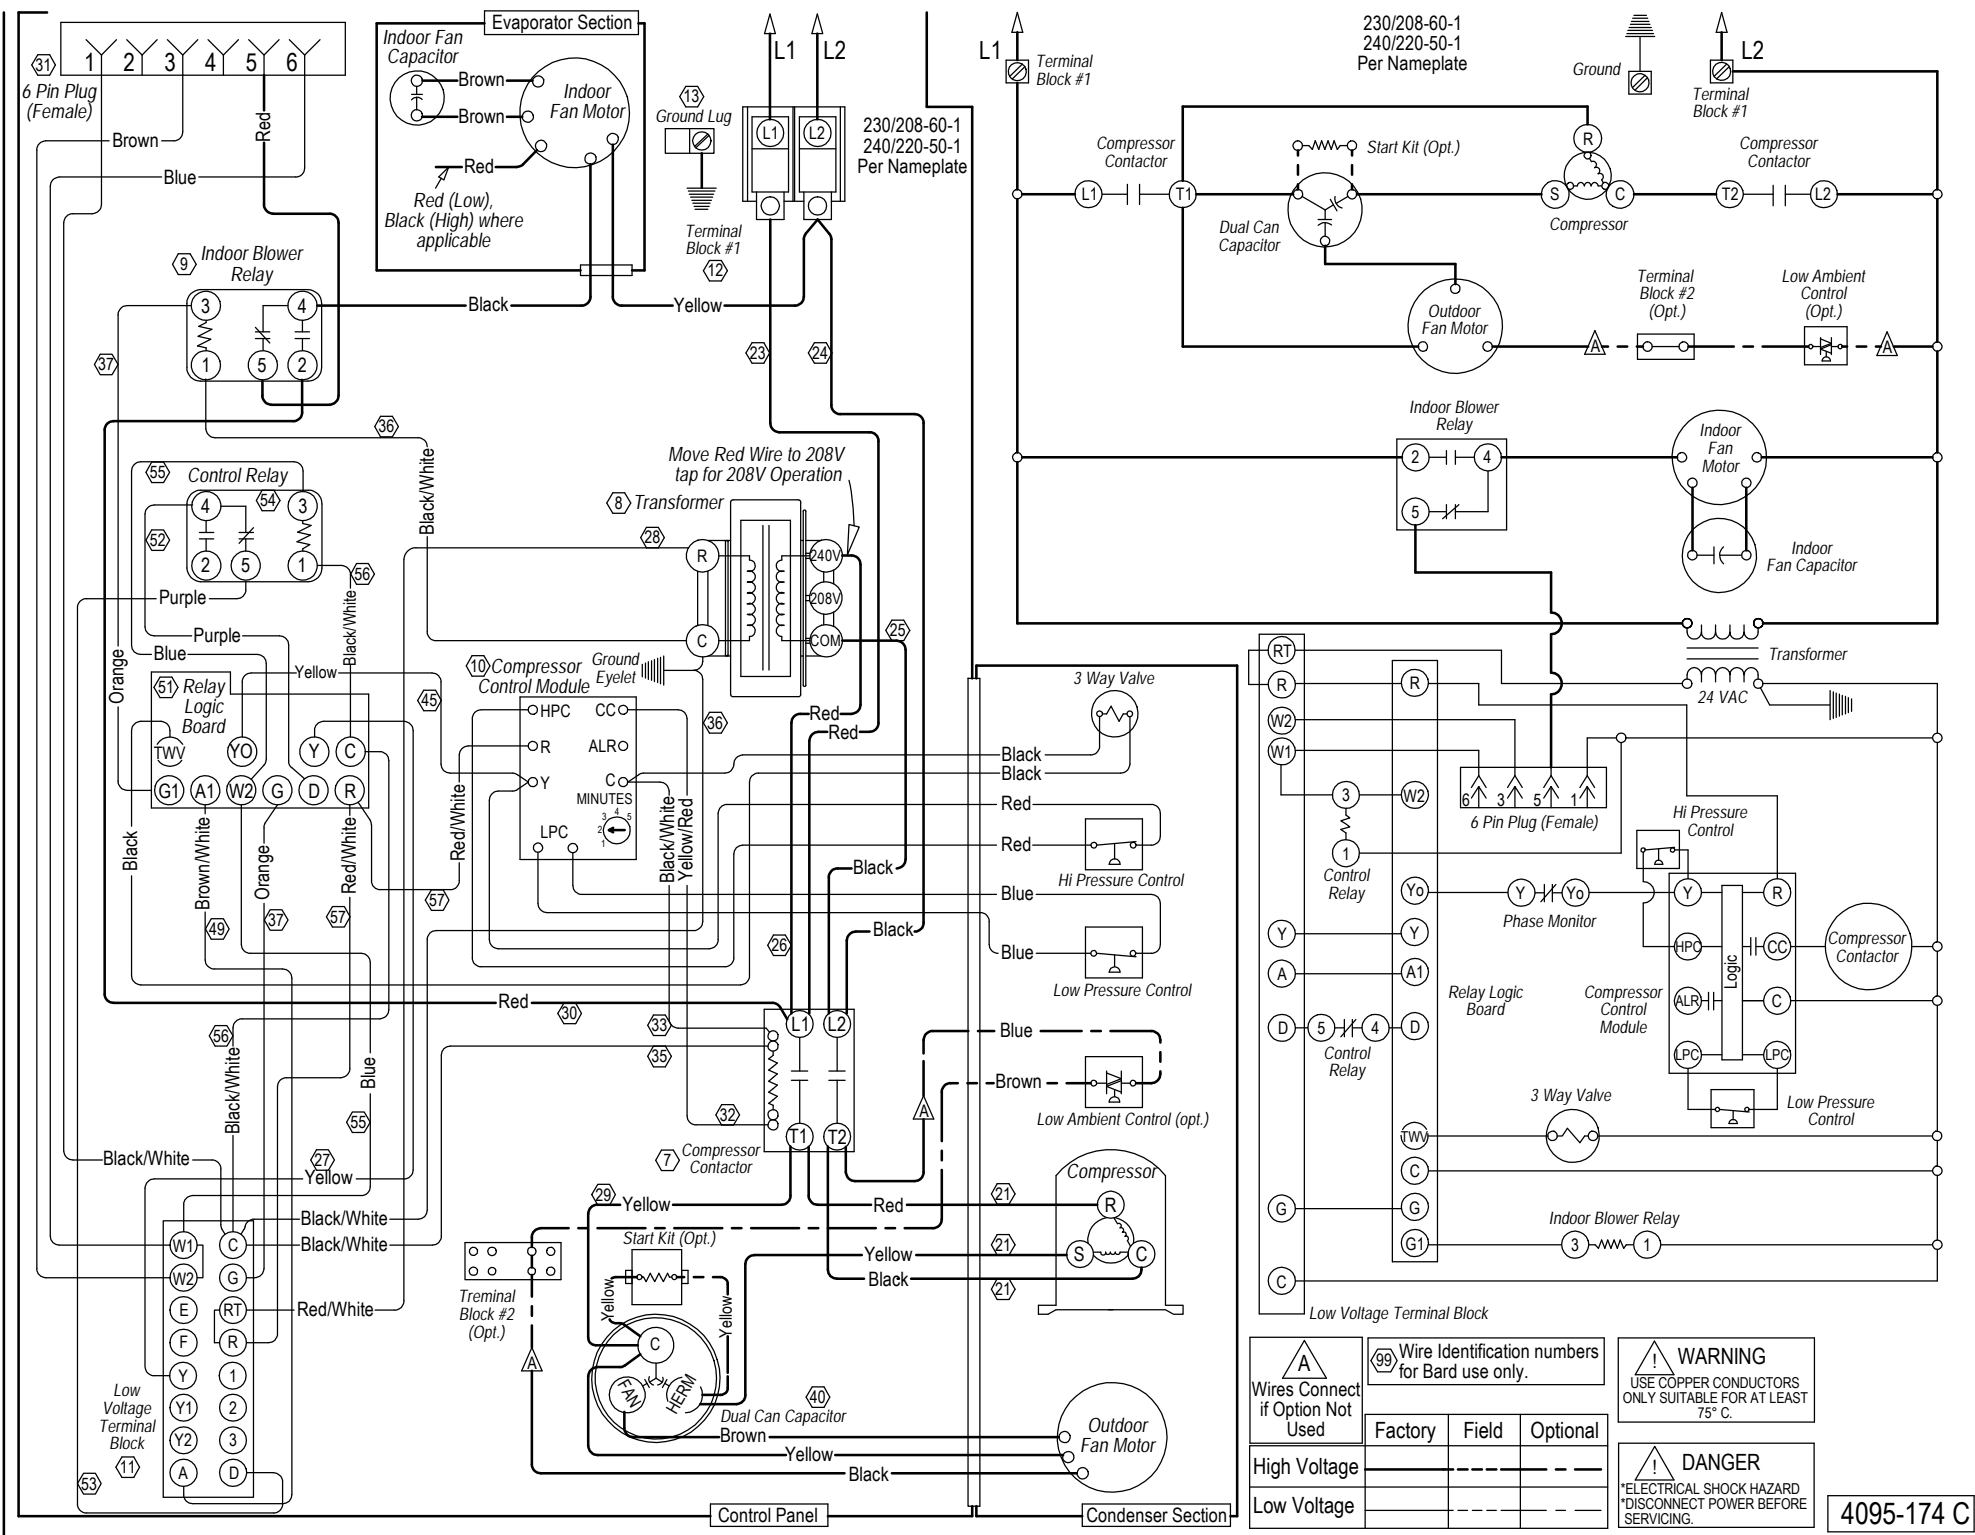 Evaporator Section
Indoor Fan
Capacitor
Brown
Brown
Indoor
Fan Motor
Red
Red (Low),
Black (High) where
applicable
31
6 Pin Plug
(Female)
1 2 3 4 5 6
Brown
Blue
Red
13
Ground Lug
L1
L2
L1
L2
230/208-60-1
240/220-50-1
Per Nameplate
Terminal
Block #1
12
9
Indoor Blower
Relay
3
4
1
5
2
Black
Yellow
37
23
24
36
Black/White
55
Control Relay
54
4
3
2
5
1
52
56
Purple
Purple
Blue
Yellow
Black/White
Orange
Move Red Wire to 208V
tap for 208V Operation
8
Transformer
28
R
C
240V
208V
COM
25
51
Relay
Logic
Board
TWV
YO
Y
C
G1
A1
W2
G
D
R
45
10
Compressor
Control Module
Ground
Eyelet
HPC
CC
R
ALR
Y
C
MINUTES
1 2 3 4 5
LPC
36
Red
Red
Black
Brown/White
Orange
Red/White
Red/White
Black/White
Yellow/Red
Black
Black
49
37
57
57
26
3 Way Valve
Black
Black
Red
Red
Hi Pressure Control
Blue
Blue
Low Pressure Control
Red
30
33
35
32
L1
L2
T1
T2
7
Compressor
Contactor
56
Black/White
Blue
55
Blue
Brown
A
Low Ambient Control (opt.)
Black/White
27
Yellow
Black/White
Black/White
Red/White
29
Yellow
Red
21
Yellow
21
Black
21
Compressor
R
S
C
W1
C
W2
G
E
RT
F
R
Y
1
Y1
2
Y2
3
A
D
Low
Voltage
Terminal
Block
11
53
Treminal
Block #2
(Opt.)
A
Start Kit (Opt.)
Yellow
Yellow
C
FAN
HERM
40
Dual Can Capacitor
Brown
Yellow
Black
Outdoor
Fan Motor
Control Panel
Condenser Section
L1
Terminal
Block #1
230/208-60-1
240/220-50-1
Per Nameplate
Ground
L2
Terminal
Block #1
Compressor
Contactor
L1
T1
Start Kit (Opt.)
Dual Can
Capacitor
R
S
C
Compressor
Compressor
Contactor
T2
L2
Outdoor
Fan Motor
A
Terminal
Block #2
(Opt.)
Low Ambient
Control
(Opt.)
A
Indoor Blower
Relay
2
4
5
Indoor
Fan
Motor
Indoor
Fan Capacitor
Transformer
24 VAC
RT
R
R
W2
W1
3
W2
1
Control
Relay
6 3 5 1
6 Pin Plug (Female)
Hi Pressure
Control
Yo
Y
Yo
Phase Monitor
Y
R
HPC
CC
Logic
ALR
C
LPC
LPC
Compressor
Contactor
Compressor
Control
Module
Low Pressure
Control
Y
Y
A
A1
Relay Logic
Board
D
5
4
D
Control
Relay
3 Way Valve
TWV
C
G
G
Indoor Blower Relay
G1
3
1
C
Low Voltage Terminal Block
A
Wires Connect
if Option Not
Used
99
Wire Identification numbers
for Bard use only.
Factory Field Optional
High Voltage
Low Voltage
! WARNING
USE COPPER CONDUCTORS
ONLY SUITABLE FOR AT LEAST
75° C.
! DANGER
*ELECTRICAL SHOCK HAZARD
*DISCONNECT POWER BEFORE
SERVICING.
4095-174 C